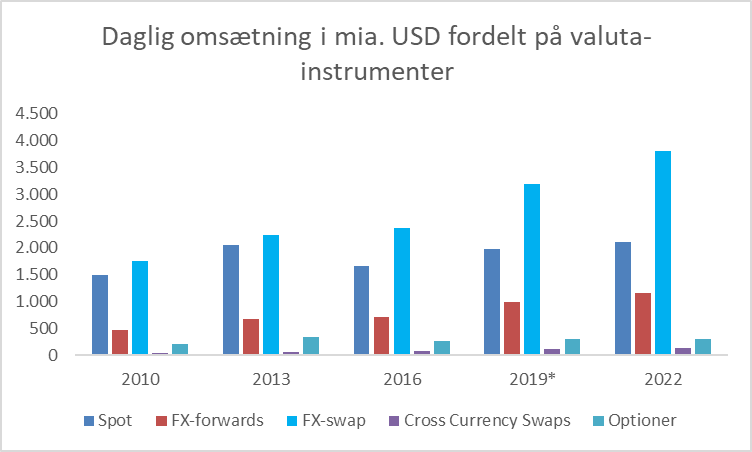 Daglig omsætning i mia. USD fordelt på valuta-
instrumenter
4.500
4.000
3.500
3.000
2.500
2.000
1.500
1.000
500
0
2010 2013 2016 2019* 2022
Spot FX-forwards FX-swap Cross Currency Swaps Optioner